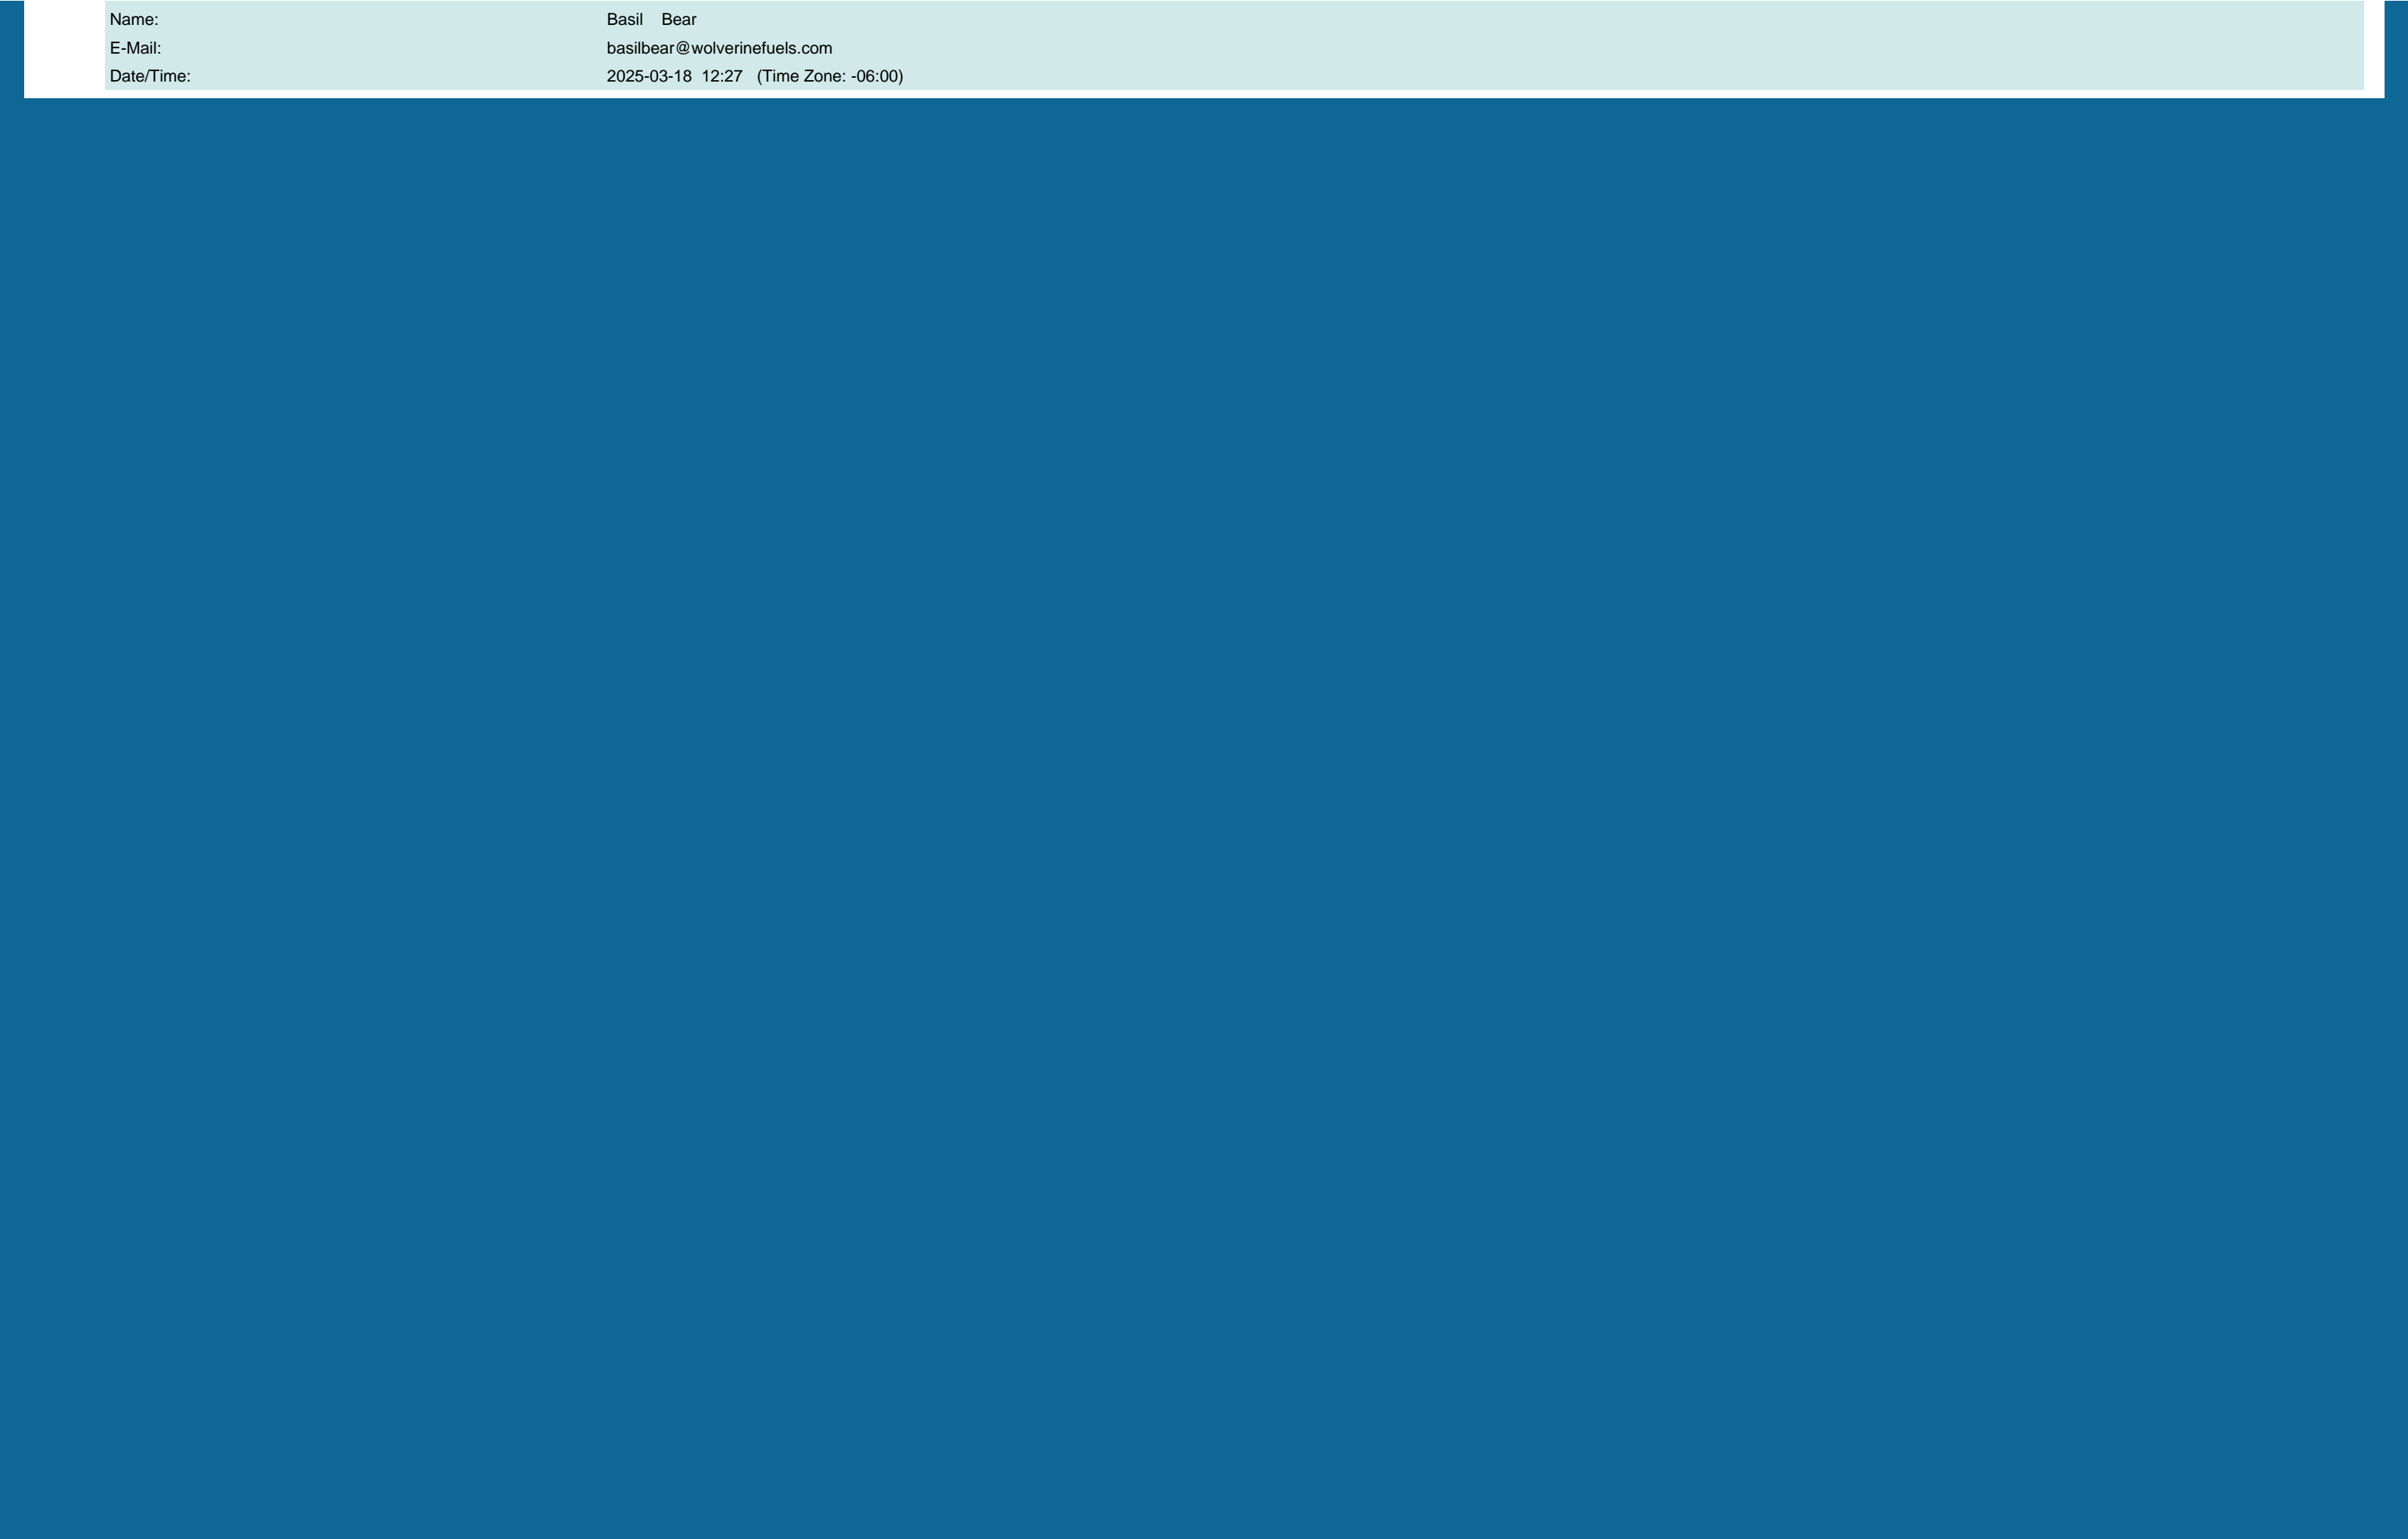 Name: Basil Bear
E-Mail: basilbear@wolverinefuels.com
Date/Time: 2025-03-18 12:27 (Time Zone: -06:00)